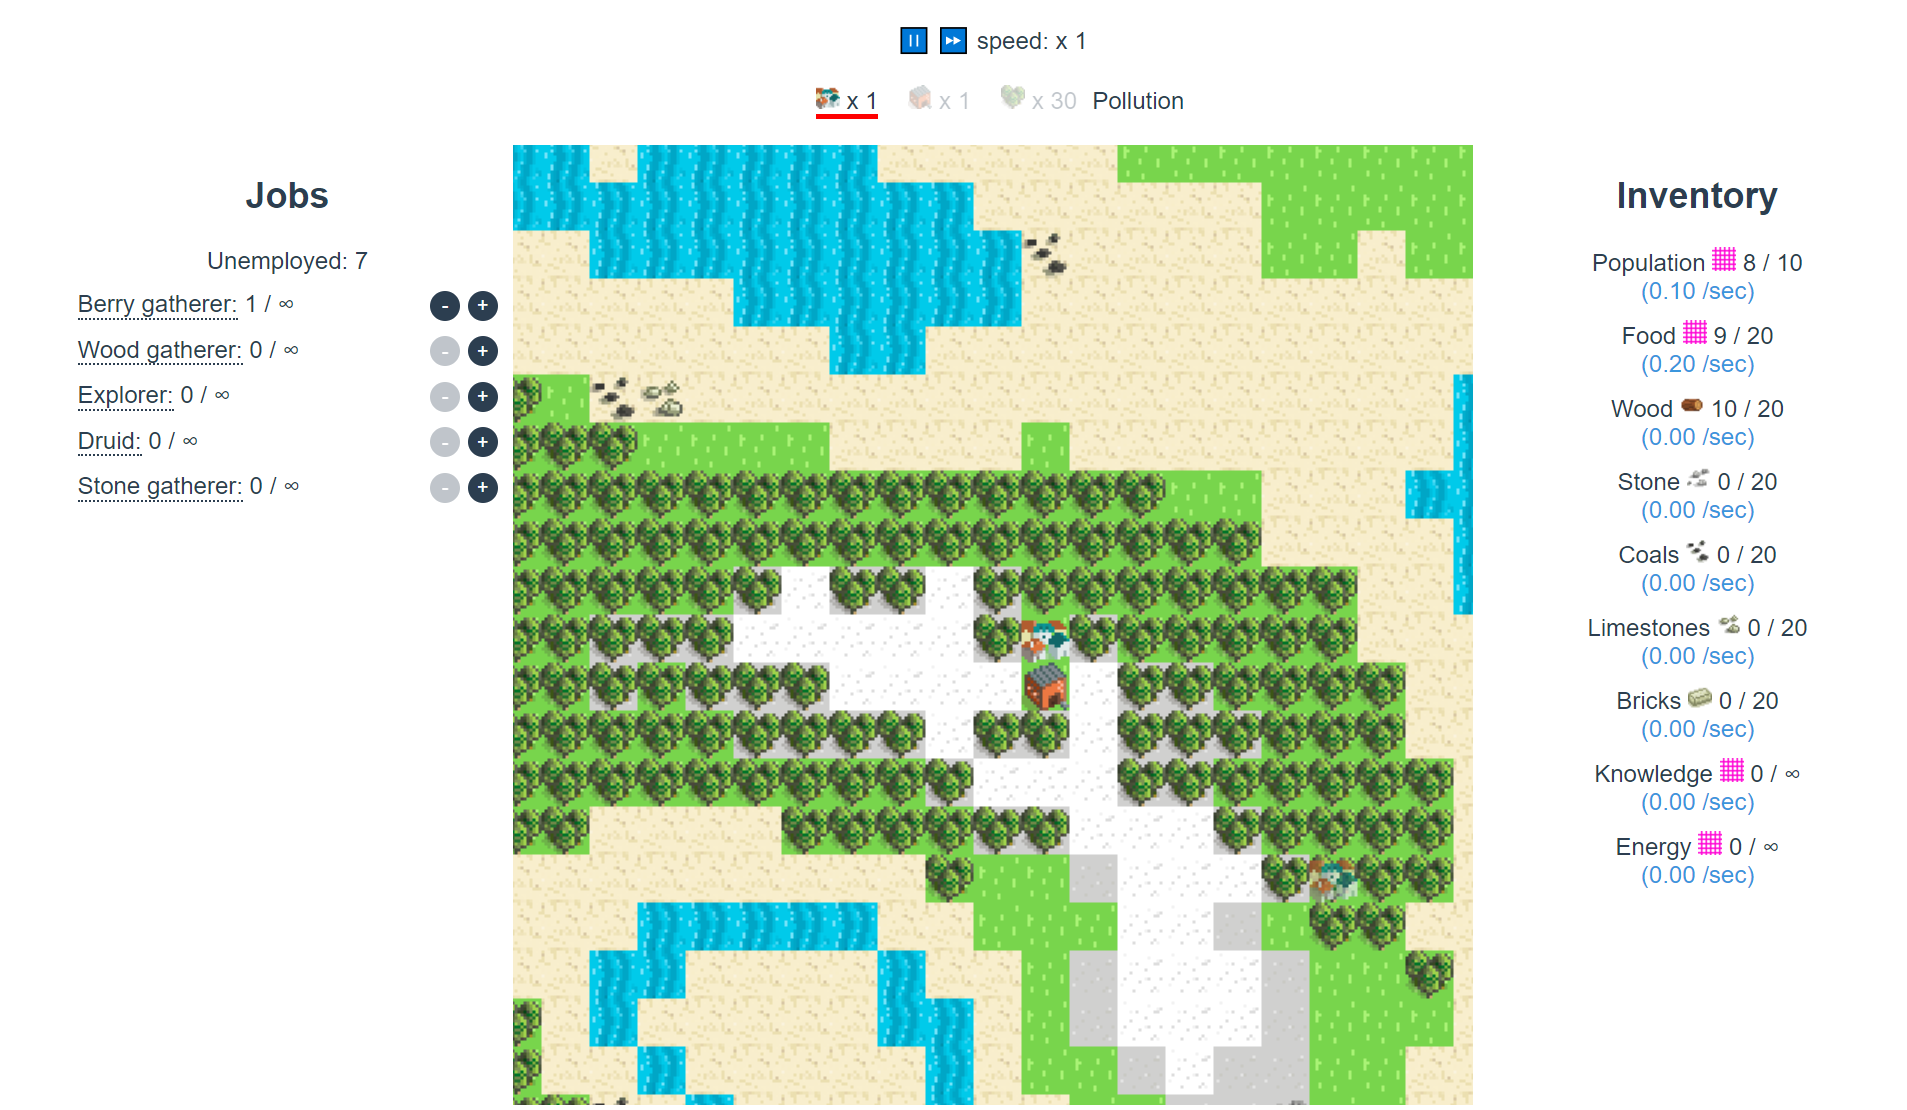 speed: x 1
x 1 x 1 x 30 Pollution
Jobs
Unemployed: 7
Berry gatherer: 1 / ∞ - +
Wood gatherer: 0 / ∞ - +
Explorer: 0 / ∞ - +
Druid: 0 / ∞ - +
Stone gatherer: 0 / ∞ - +
Inventory
Population 8 / 10
(0.10 /sec)
Food 9 / 20
(0.20 /sec)
Wood 10 / 20
(0.00 /sec)
Stone 0 / 20
(0.00 /sec)
Coals 0 / 20
(0.00 /sec)
Limestones 0 / 20
(0.00 /sec)
Bricks 0 / 20
(0.00 /sec)
Knowledge 0 / ∞
(0.00 /sec)
Energy 0 / ∞
(0.00 /sec)